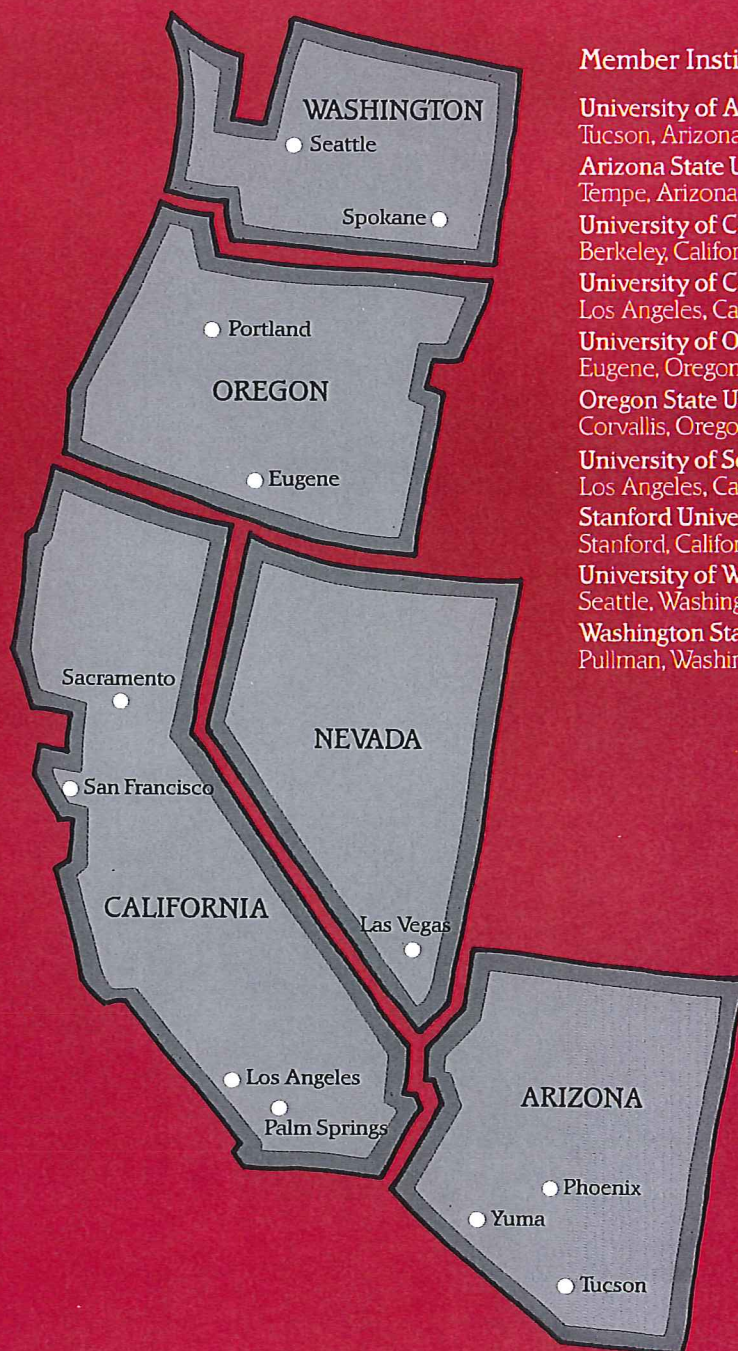 WASHINGTON
Seattle
Spokane
Portland
OREGON
Eugene
Sacramento
San Francisco
NEVADA
CALIFORNIA
Las Vegas
Los Angeles
Palm Springs
ARIZONA
Phoenix
Yuma
Tucson
Member Insti
University of A
Tucson, Arizona
Arizona State U
Tempe, Arizona
University of C
Berkeley, Califor
University of C
Los Angeles, Ca
University of O
Eugene, Oregon
Oregon State U
Corvallis, Orego
University of S
Los Angeles, Ca
Stanford Unive
Stanford, Califor
University of W
Seattle, Washing
Washington Sta
Pullman, Washin